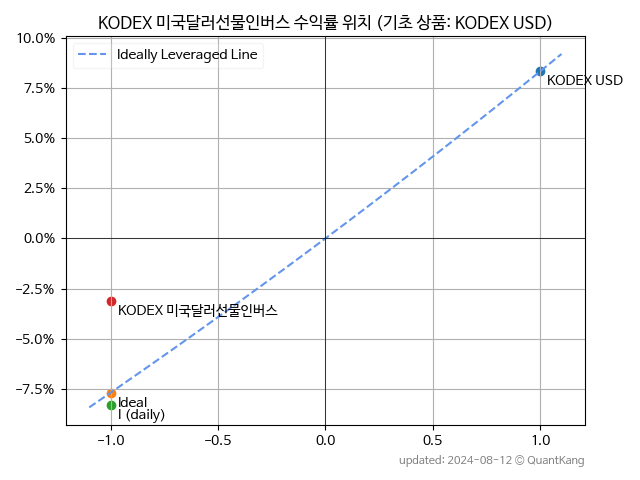 KODEX 미국달러선물인버스 수익률 위치 (기초 상품: KODEX USD)
10.0%
Ideally Leveraged Line
KODEX USD
7.5%
5.0%
2.5%
0.0%
−2.5%
KODEX 미국달러선물인버스
−5.0%
−7.5%
Ideal
I (daily)
−1.0
−0.5
0.0
0.5
1.0
updated: 2024-08-12 © QuantKang